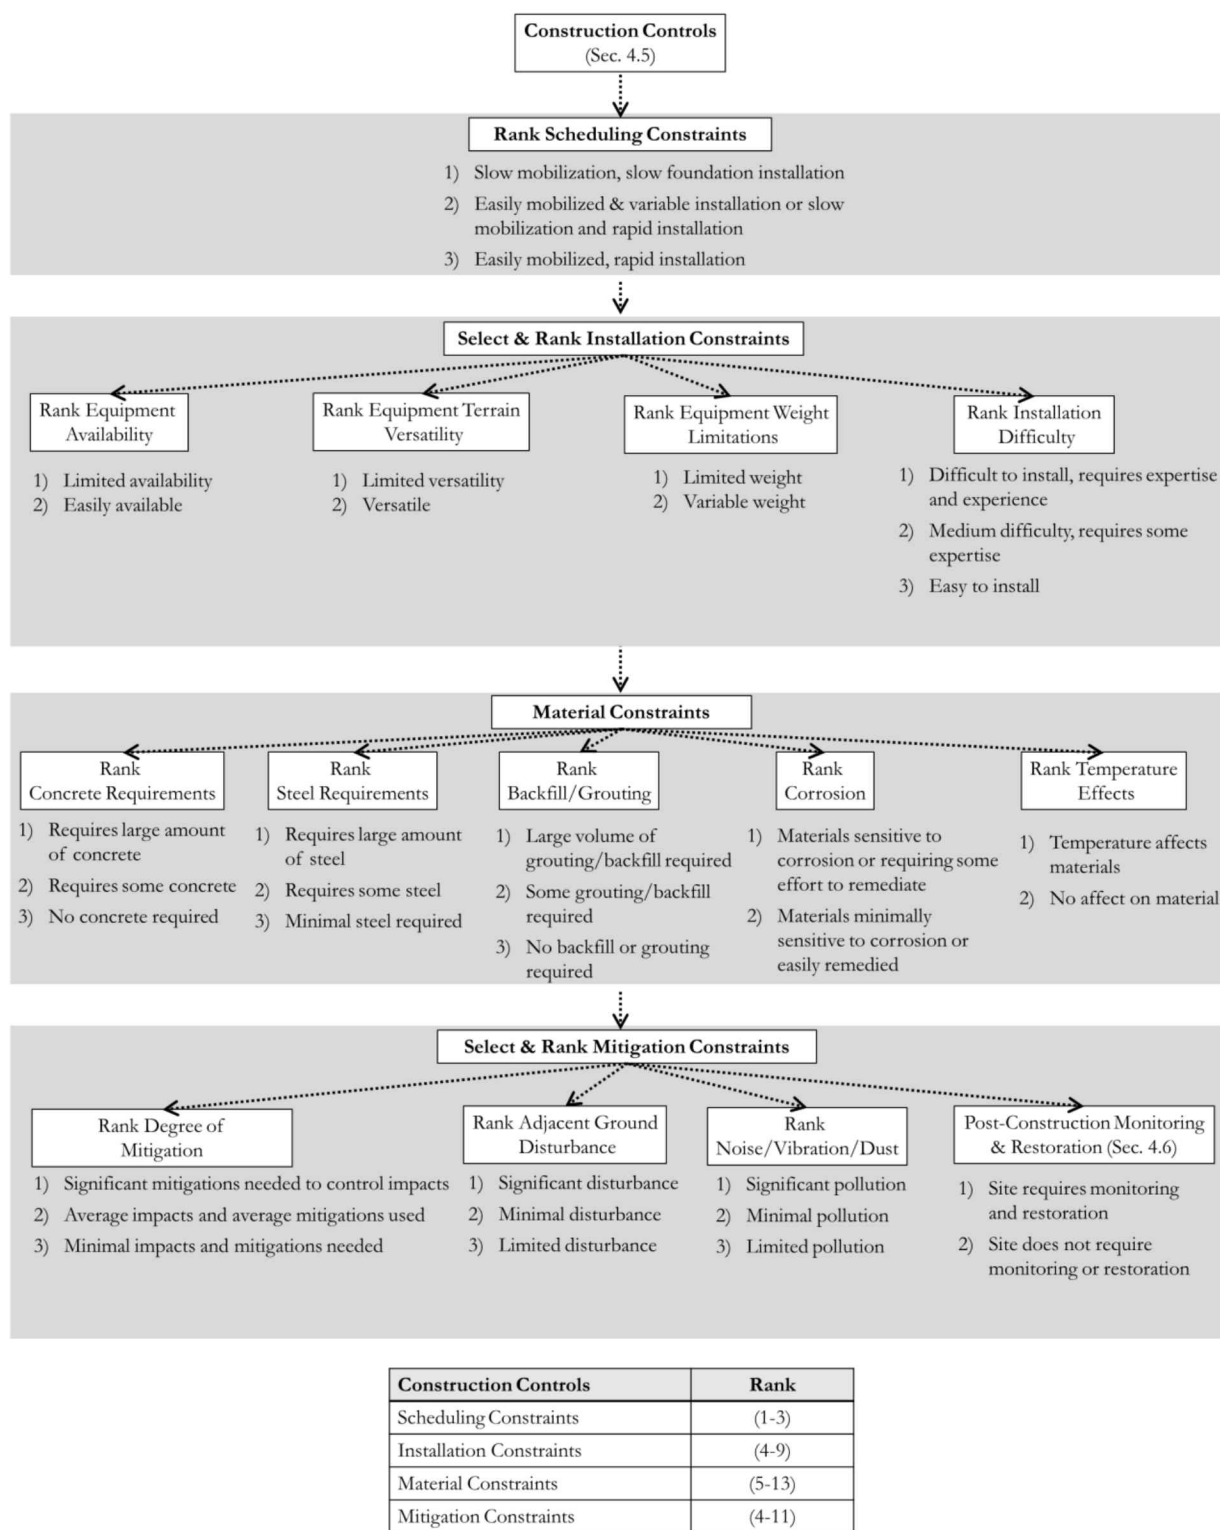 Construction Controls
(Sec. 4.5)
Rank Scheduling Constraints
1) Slow mobilization, slow foundation installation
2) Easily mobilized & variable installation or slow
mobilization and rapid installation
3) Easily mobilized, rapid installation
Select & Rank Installation Constraints
Rank Equipment
Availability
1) Limited availability
2) Easily available
Rank Equipment Terrain
Versatility
1) Limited versatility
2) Versatile
Rank Equipment Weight
Limitations
1) Limited weight
2) Variable weight
Rank Installation
Difficulty
1) Difficult to install, requires expertise
and experience
2) Medium difficulty, requires some
expertise
3) Easy to install
Material Constraints
Rank
Concrete Requirements
1) Requires large amount
of concrete
2) Requires some concrete
3) No concrete required
Rank
Steel Requirements
1) Requires large amount
of steel
2) Requires some steel
3) Minimal steel required
Rank
Backfill/Grouting
1) Large volume of
grouting/backfill required
2) Some grouting/backfill
required
3) No backfill or grouting
required
Rank
Corrosion
1) Materials sensitive to
corrosion or requiring some
effort to remediate
2) Materials minimally
sensitive to corrosion or
easily remedied
Rank Temperature
Effects
1) Temperature affects
materials
2) No affect on material
Select & Rank Mitigation Constraints
Rank Degree of
Mitigation
1) Significant mitigations needed to control impacts
2) Average impacts and average mitigations used
3) Minimal impacts and mitigations needed
Rank Adjacent Ground
Disturbance
1) Significant disturbance
2) Minimal disturbance
3) Limited disturbance
Rank
Noise/Vibration/Dust
1) Significant pollution
2) Minimal pollution
3) Limited pollution
Post-Construction Monitoring
& Restoration (Sec. 4.6)
1) Site requires monitoring
and restoration
2) Site does not require
monitoring or restoration
Construction Controls Rank
Scheduling Constraints (1-3)
Installation Constraints (4-9)
Material Constraints (5-13)
Mitigation Constraints (4-11)